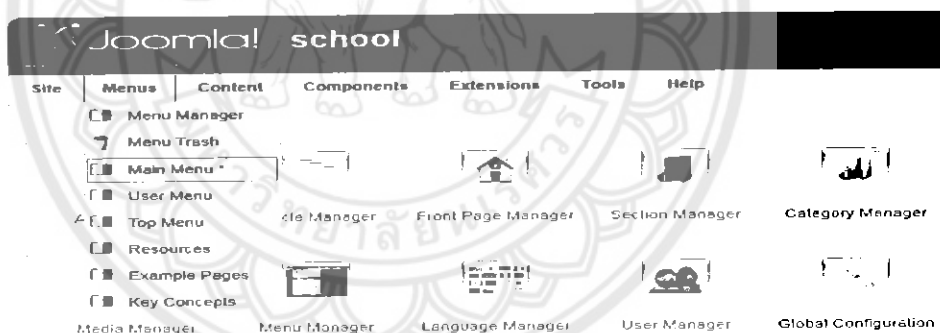 Joomla! school
Site Menus Content Components Extensions Tools Help
Menu Manager
Menu Trash
Main Menu *
User Menu
Top Menu
Resources
Example Pages
Key Concepts
cle Manager Front Page Manager Section Manager Category Manager
Media Manager Menu Manager Language Manager User Manager Global Configuration